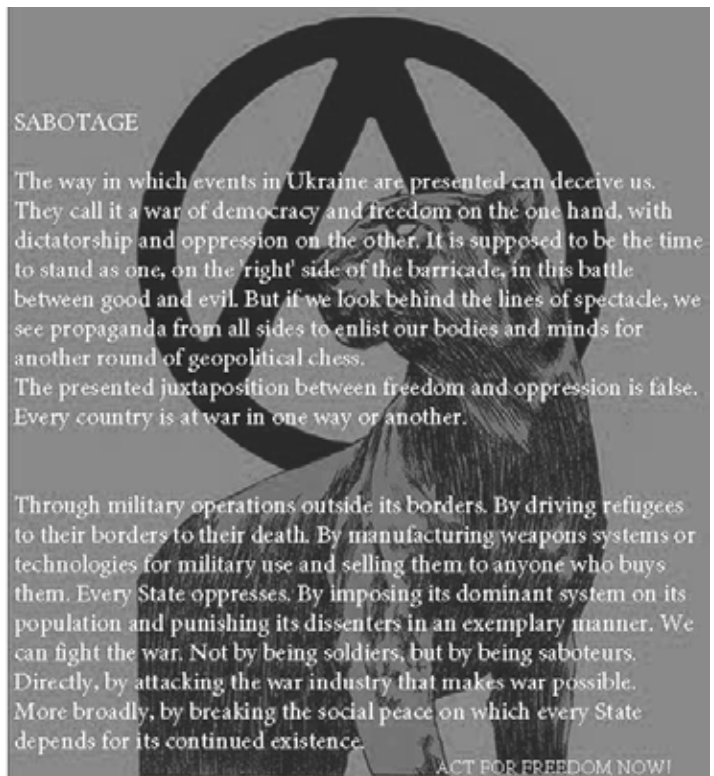 SABOTAGE
The way in which events in Ukraine are presented can deceive us.
They call it a war of democracy and freedom on the one hand, with
dictatorship and oppression on the other. It is supposed to be the time
to stand as one, on the 'right' side of the barricade, in this battle
between good and evil. But if we look behind the lines of spectacle, we
see propaganda from all sides to enlist our bodies and minds for
another round of geopolitical chess.
The presented juxtaposition between freedom and oppression is false.
Every country is at war in one way or another.
Through military operations outside its borders. By driving refugees
to their borders to their death. By manufacturing weapons systems or
technologies for military use and selling them to anyone who buys
them. Every State oppresses. By imposing its dominant system on its
population and punishing its dissenters in an exemplary manner. We
can fight the war. Not by being soldiers, but by being saboteurs.
Directly, by attacking the war industry that makes war possible.
More broadly, by breaking the social peace on which every State
depends for its continued existence.
ACT FOR FREEDOM NOW!